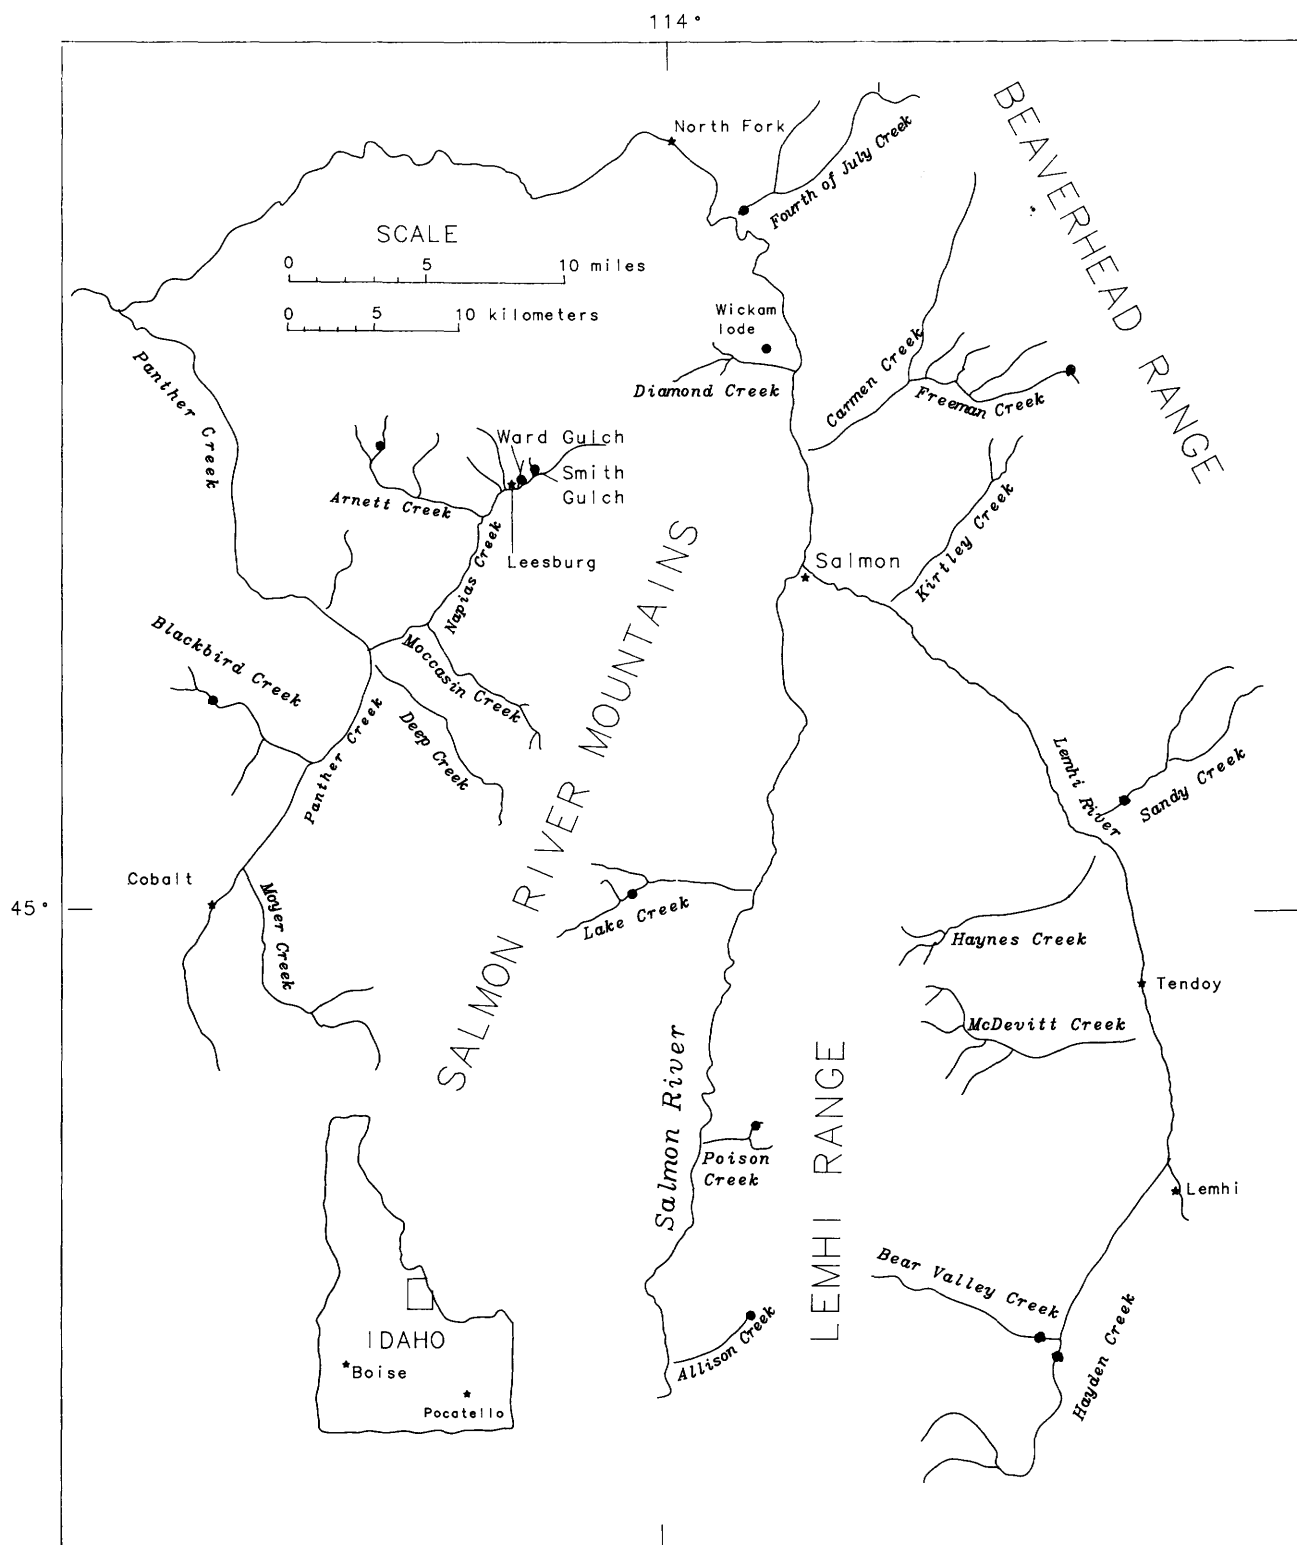 114°
North Fork
Fourth of July Creek
BEAVERHEAD RANGE
SCALE
0 5 10 miles
0 5 10 kilometers
Wickam
lode
Diamond Creek
Carmen Creek
Freeman Creek
Panther Creek
Ward Gulch
Smith
Gulch
Arnett Creek
Leesburg
Napias Creek
Kirtley Creek
Salmon
SALMON RIVER MOUNTAINS
Blackbird Creek
Moccasin Creek
Deep Creek
Panther Creek
Lemhi River
Sandy Creek
Cobalt
Moyer Creek
45°
Lake Creek
Haynes Creek
Tendoy
McDevitt Creek
Salmon River
LEMHI RANGE
Poison
Creek
Lemhi
Bear Valley Creek
Hayden Creek
Allison Creek
IDAHO
Boise
Pocatello